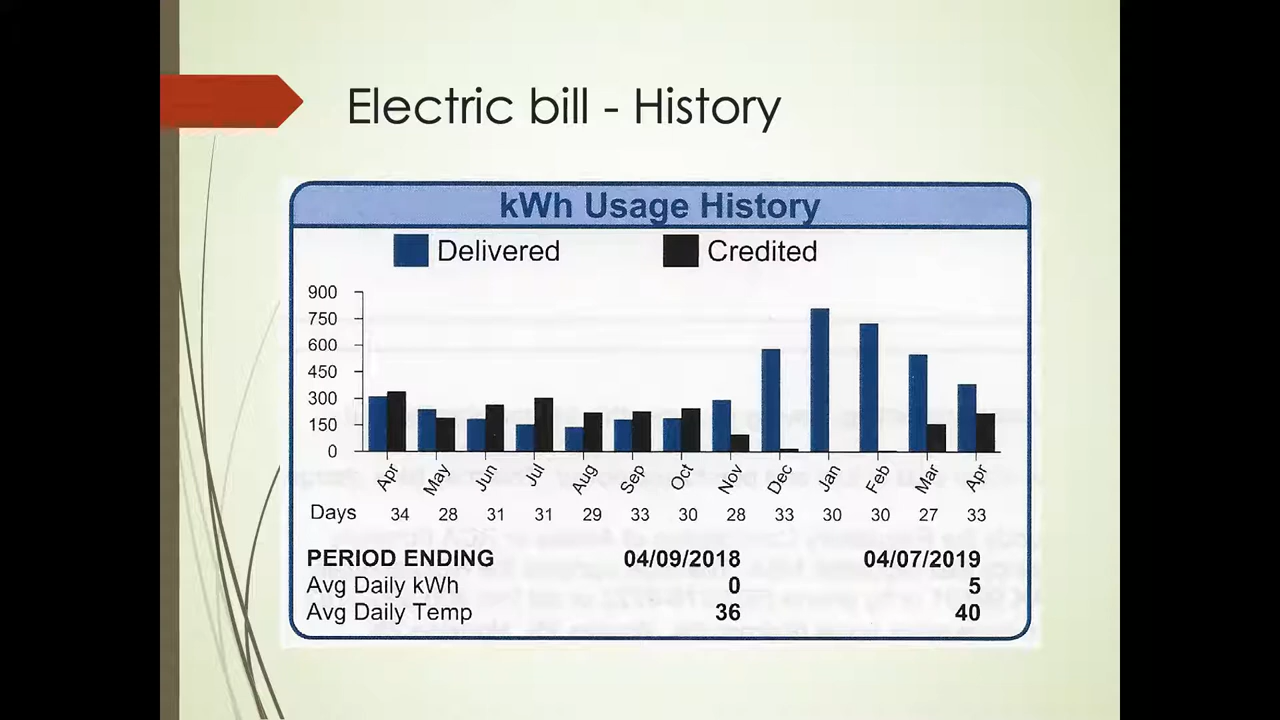 Electric bill - History
kWh Usage History
Delivered Credited
900
750
600
450
300
150
0
Apr May Jun Jul Aug Sep Oct Nov Dec Jan Feb Mar Apr
Days 34 28 31 31 29 33 30 28 33 30 30 27 33
PERIOD ENDING 04/09/2018 04/07/2019
Avg Daily kWh 0 5
Avg Daily Temp 36 40